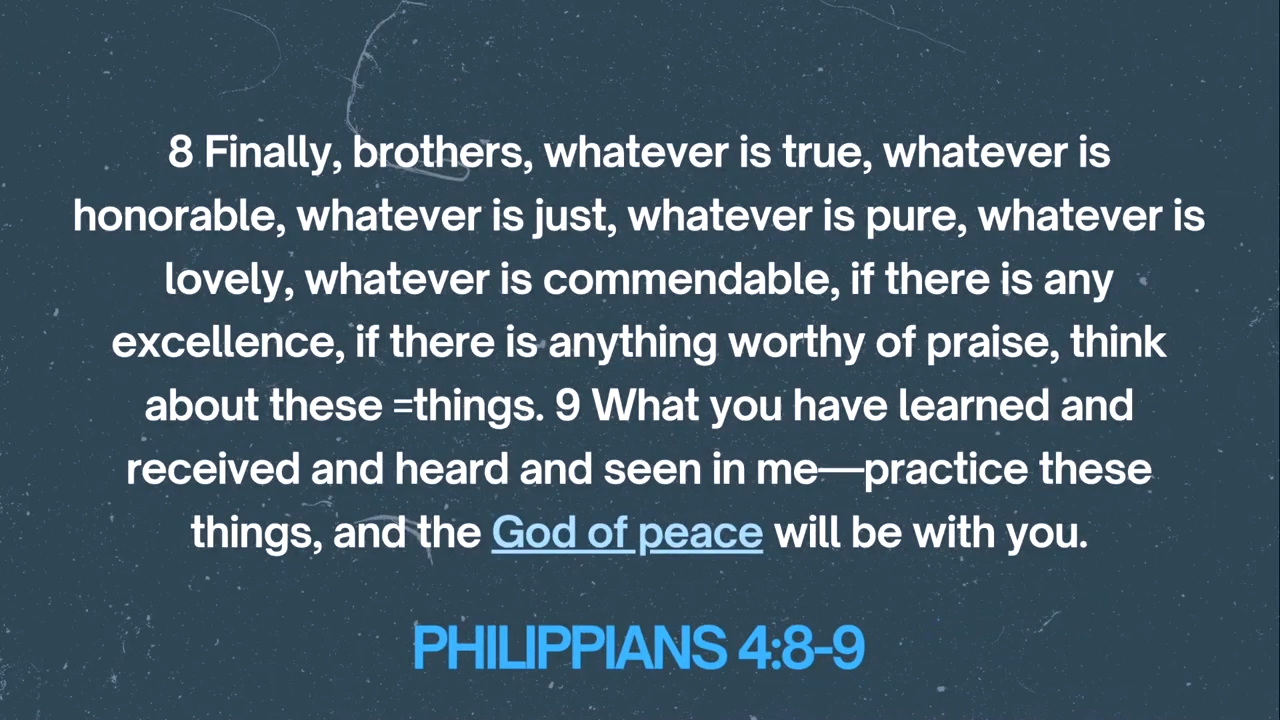 8 Finally, brothers, whatever is true, whatever is
honorable, whatever is just, whatever is pure, whatever is
lovely, whatever is commendable, if there is any
excellence, if there is anything worthy of praise, think
about these =things. 9 What you have learned and
received and heard and seen in me—practice these
things, and the God of peace will be with you.
PHILIPPIANS 4:8-9